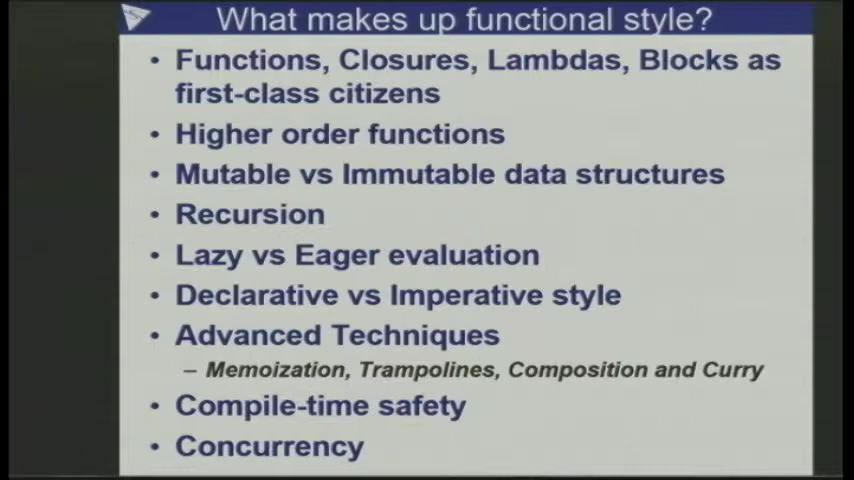 What makes up functional style?
• Functions, Closures, Lambdas, Blocks as
first-class citizens
• Higher order functions
• Mutable vs Immutable data structures
• Recursion
• Lazy vs Eager evaluation
• Declarative vs Imperative style
• Advanced Techniques
– Memoization, Trampolines, Composition and Curry
• Compile-time safety
• Concurrency